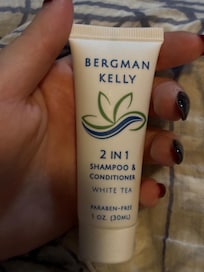 BERGMAN
KELLY
2 IN 1
SHAMPOO &
CONDITIONER
WHITE TEA
PARABEN-FREE
1 OZ. (30ML)